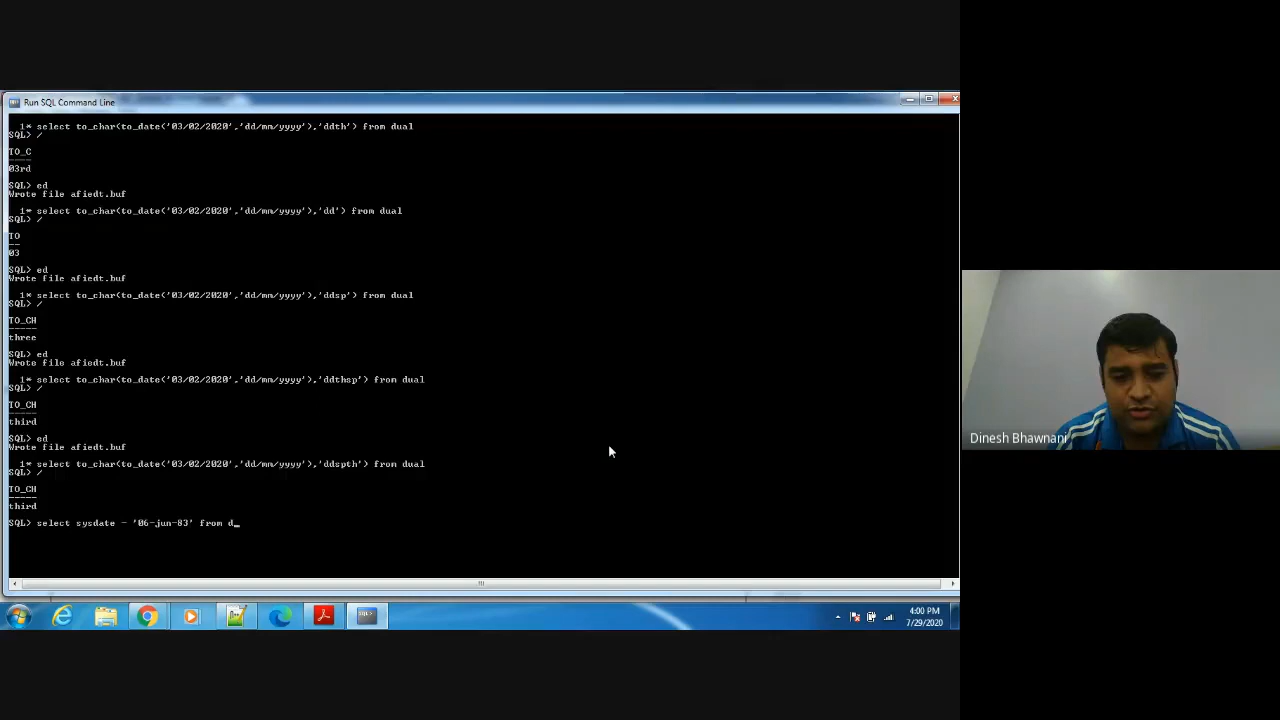 Run SQL Command Line
1* select to_char(to_date('03/02/2020','dd/mm/yyyy'),'ddth') from dual
SQL> /
TO_C
----
03rd
SQL> ed
Wrote file afiedt.buf
1* select to_char(to_date('03/02/2020','dd/mm/yyyy'),'dd') from dual
SQL> /
TO
--
03
SQL> ed
Wrote file afiedt.buf
1* select to_char(to_date('03/02/2020','dd/mm/yyyy'),'ddsp') from dual
SQL> /
TO_CH
-----
three
SQL> ed
Wrote file afiedt.buf
1* select to_char(to_date('03/02/2020','dd/mm/yyyy'),'ddthsp') from dual
SQL> /
TO_CH
-----
third
SQL> ed
Wrote file afiedt.buf
1* select to_char(to_date('03/02/2020','dd/mm/yyyy'),'ddspth') from dual
SQL> /
TO_CH
-----
third
SQL> select sysdate - '06-jun-83' from d_
Dinesh Bhawnani
4:00 PM
7/29/2020